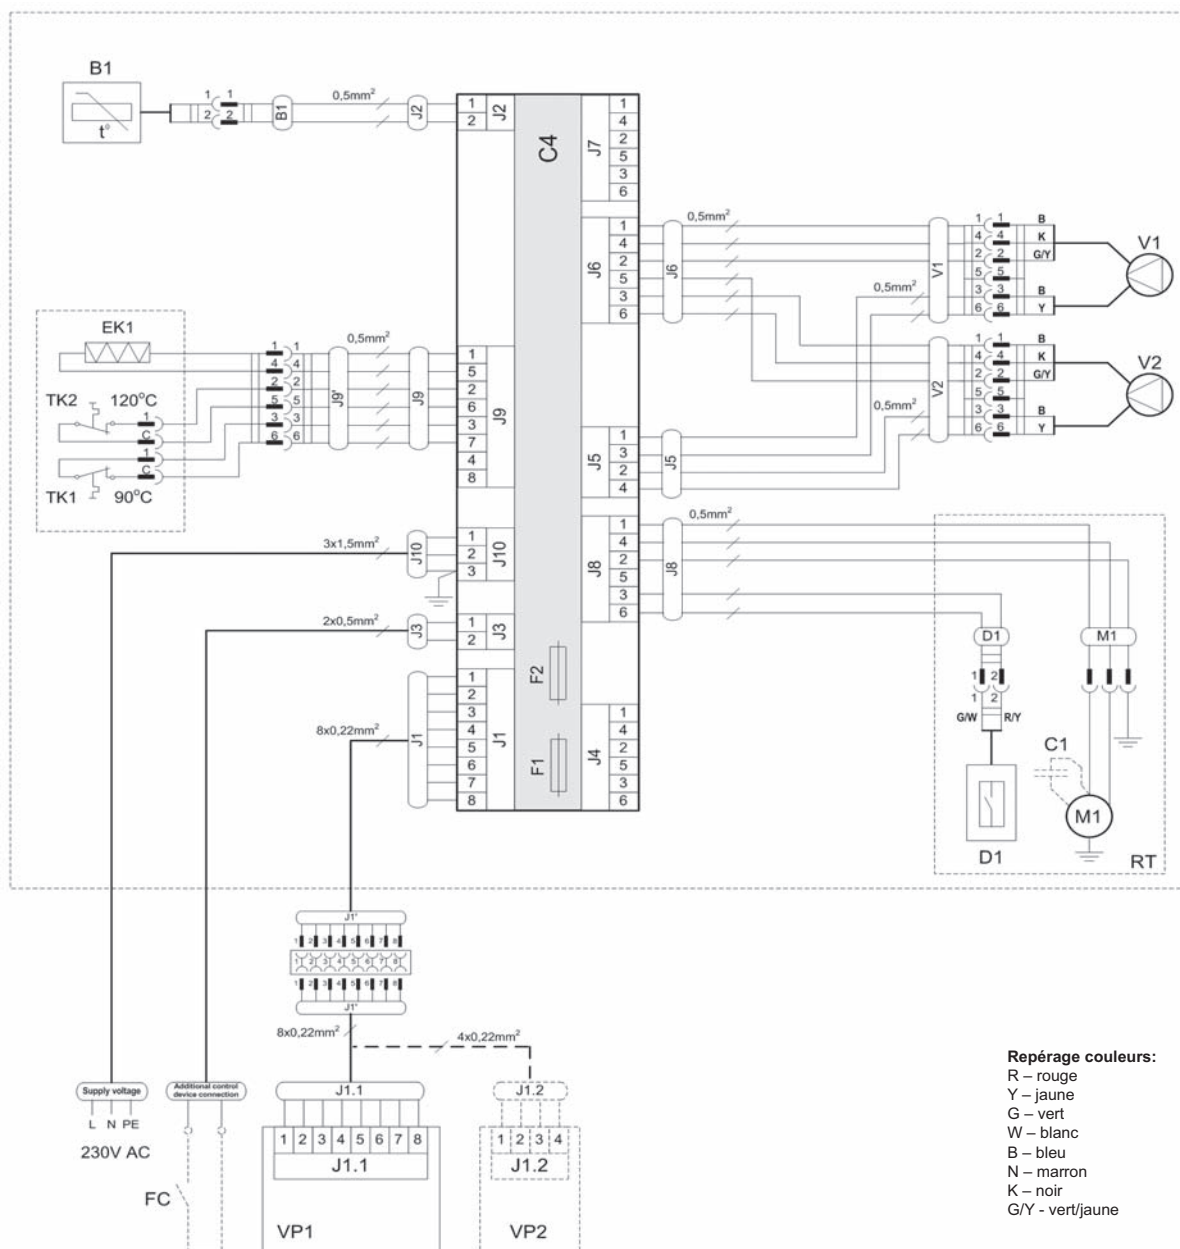 B1
t°
1 1
2 2
B1
0,5mm²
J2
1
2
J2
C4
J7
1
4
2
5
3
6
J6
1
4
2
5
3
6
J6
0,5mm²
0,5mm²
V1
1 1 B
4 4 K
2 2 G/Y
5 5
3 3 B
6 6 Y
V1
0,5mm²
V2
1 1 B
4 4 K
2 2 G/Y
5 5
3 3 B
6 6 Y
V2
EK1
TK2 120°C
1
C
1
C
TK1 90°C
1 1
4 4
2 2
5 5
3 3
6 6
J9'
0,5mm²
J9
1
5
2
6
3
7
4
8
J9
J5
1
3
2
4
J5
3x1,5mm²
J10
1
2
3
J10
J8
1
4
2
5
3
6
J8
0,5mm²
2x0,5mm²
J3
1
2
J3
F2
F1
8x0,22mm²
J1
1
2
3
4
5
6
7
8
J1
J4
1
4
2
5
3
6
D1
1 2
1 2
G/W R/Y
D1
M1
C1
M1
RT
J1'
1 2 3 4 5 6 7 8
1 2 3 4 5 6 7 8
1 2 3 4 5 6 7 8
J1"
8x0,22mm²
4x0,22mm²
Supply voltage
L N PE
230V AC
Additional control
device connection
FC
J1.1
1 2 3 4 5 6 7 8
J1.1
VP1
J1.2
1 2 3 4
J1.2
VP2
Repérage couleurs:
R – rouge
Y – jaune
G – vert
W – blanc
B – bleu
N – marron
K – noir
G/Y - vert/jaune